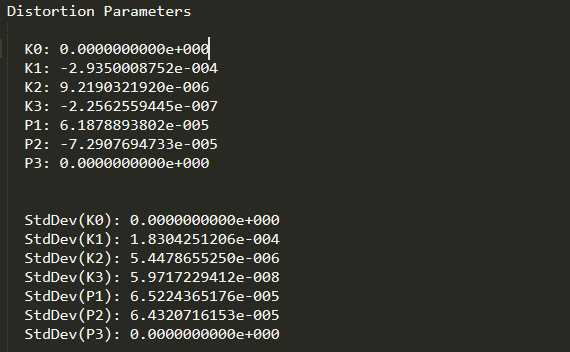 Distortion Parameters
K0: 0.0000000000e+000
K1: -2.9350008752e-004
K2: 9.2190321920e-006
K3: -2.2562559445e-007
P1: 6.1878893802e-005
P2: -7.2907694733e-005
P3: 0.0000000000e+000
StdDev(K0): 0.0000000000e+000
StdDev(K1): 1.8304251206e-004
StdDev(K2): 5.4478655250e-006
StdDev(K3): 5.9717229412e-008
StdDev(P1): 6.5224365176e-005
StdDev(P2): 6.4320716153e-005
StdDev(P3): 0.0000000000e+000